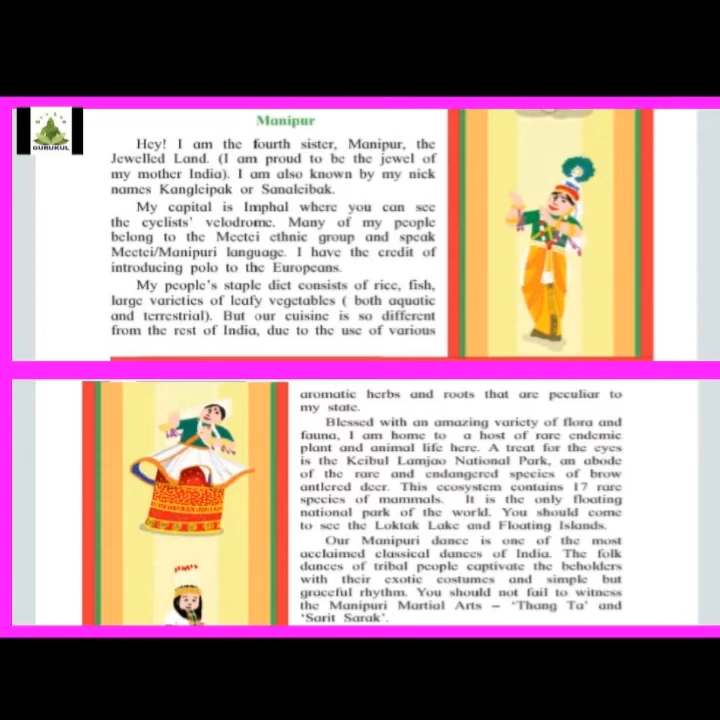 GURUKUL
Manipur
Hey! I am the fourth sister, Manipur, the
Jewelled Land. (I am proud to be the jewel of
my mother India). I am also known by my nick
names Kangleipak or Sanaleibak.
My capital is Imphal where you can see
the cyclists' velodrome. Many of my people
belong to the Meetei ethnic group and speak
Meetei/Manipuri language. I have the credit of
introducing polo to the Europeans.
My people's staple diet consists of rice, fish,
large varieties of leafy vegetables ( both aquatic
and terrestrial). But our cuisine is so different
from the rest of India, due to the use of various
aromatic herbs and roots that are peculiar to
my state.
Blessed with an amazing variety of flora and
fauna, I am home to a host of rare endemic
plant and animal life here. A treat for the eyes
is the Keibul Lamjao National Park, an abode
of the rare and endangered species of brow
antlered deer. This ecosystem contains 17 rare
species of mammals. It is the only floating
national park of the world. You should come
to see the Loktak Lake and Floating Islands.
Our Manipuri dance is one of the most
acclaimed classical dances of India. The folk
dances of tribal people captivate the beholders
with their exotic costumes and simple but
graceful rhythm. You should not fail to witness
the Manipuri Martial Arts – 'Thang Ta' and
'Sarit Sarak'.